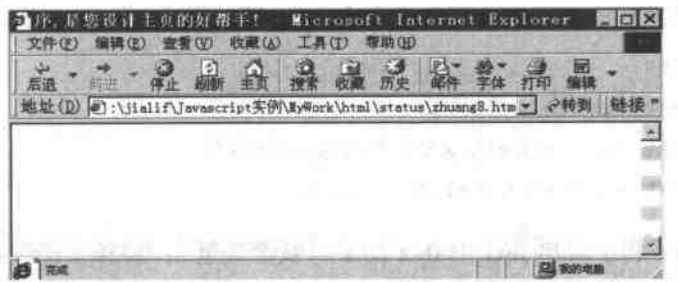 序, 是您设计主页的好帮手! Microsoft Internet Explorer
文件(F) 编辑(E) 查看(V) 收藏(A) 工具(T) 帮助(H)
后退 前进 停止 刷新 主页 搜索 收藏 历史 邮件 字体 打印 编辑
地址(D) :\jialif\Javascript实例\MyWork\html\status\zhuang8.htm 转到 链接 »
完成 我的电脑